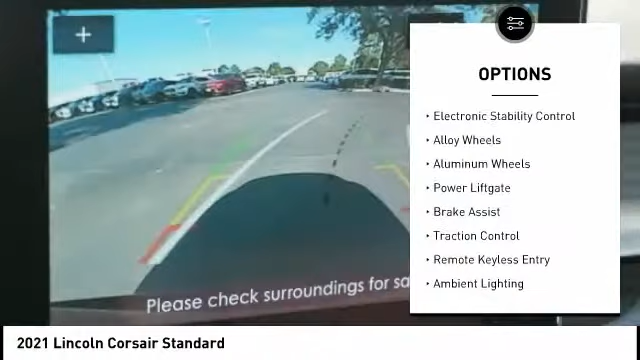 +
OPTIONS
• Electronic Stability Control
• Alloy Wheels
• Aluminum Wheels
• Power Liftgate
• Brake Assist
• Traction Control
• Remote Keyless Entry
• Ambient Lighting
Please check surroundings for
2021 Lincoln Corsair Standard